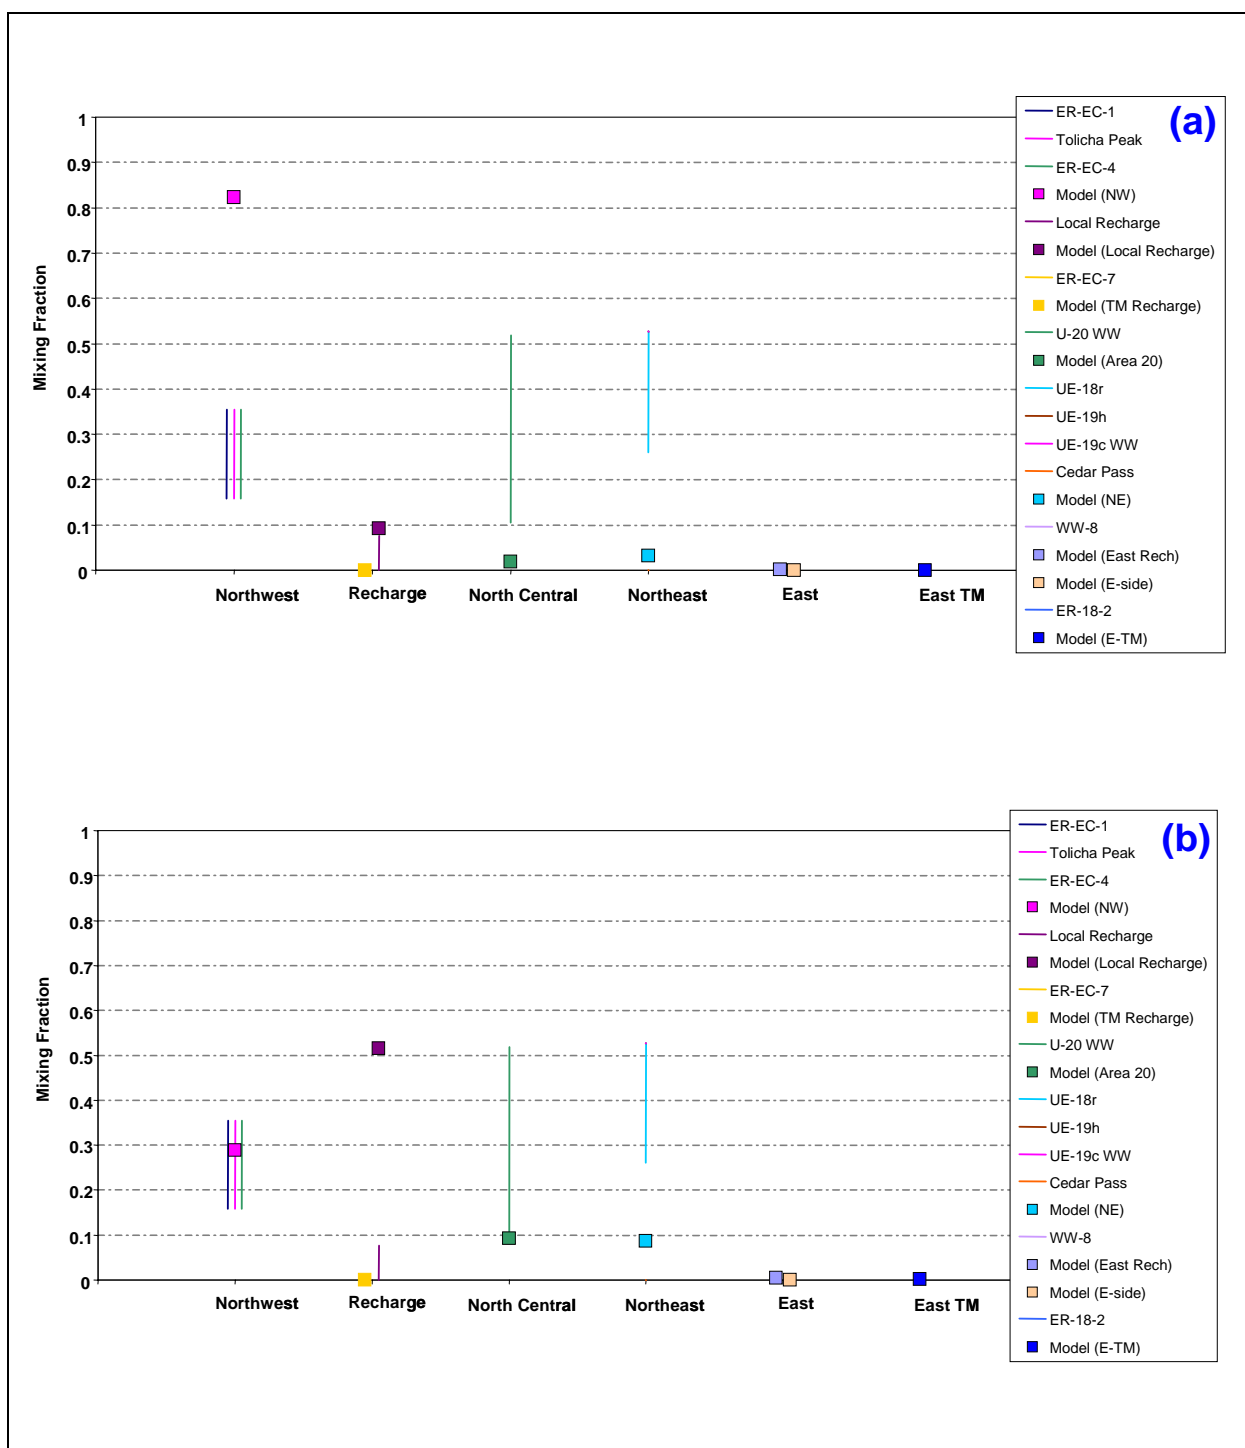 (a)
1
0.9
0.8
0.7
0.6
0.5
0.4
0.3
0.2
0.1
0
Mixing Fraction
Northwest
Recharge
North Central
Northeast
East
East TM
ER-EC-1
Tolicha Peak
ER-EC-4
Model (NW)
Local Recharge
Model (Local Recharge)
ER-EC-7
Model (TM Recharge)
U-20 WW
Model (Area 20)
UE-18r
UE-19h
UE-19c WW
Cedar Pass
Model (NE)
WW-8
Model (East Rech)
Model (E-side)
ER-18-2
Model (E-TM)
(b)
1
0.9
0.8
0.7
0.6
0.5
0.4
0.3
0.2
0.1
0
Mixing Fraction
Northwest
Recharge
North Central
Northeast
East
East TM
ER-EC-1
Tolicha Peak
ER-EC-4
Model (NW)
Local Recharge
Model (Local Recharge)
ER-EC-7
Model (TM Recharge)
U-20 WW
Model (Area 20)
UE-18r
UE-19h
UE-19c WW
Cedar Pass
Model (NE)
WW-8
Model (East Rech)
Model (E-side)
ER-18-2
Model (E-TM)